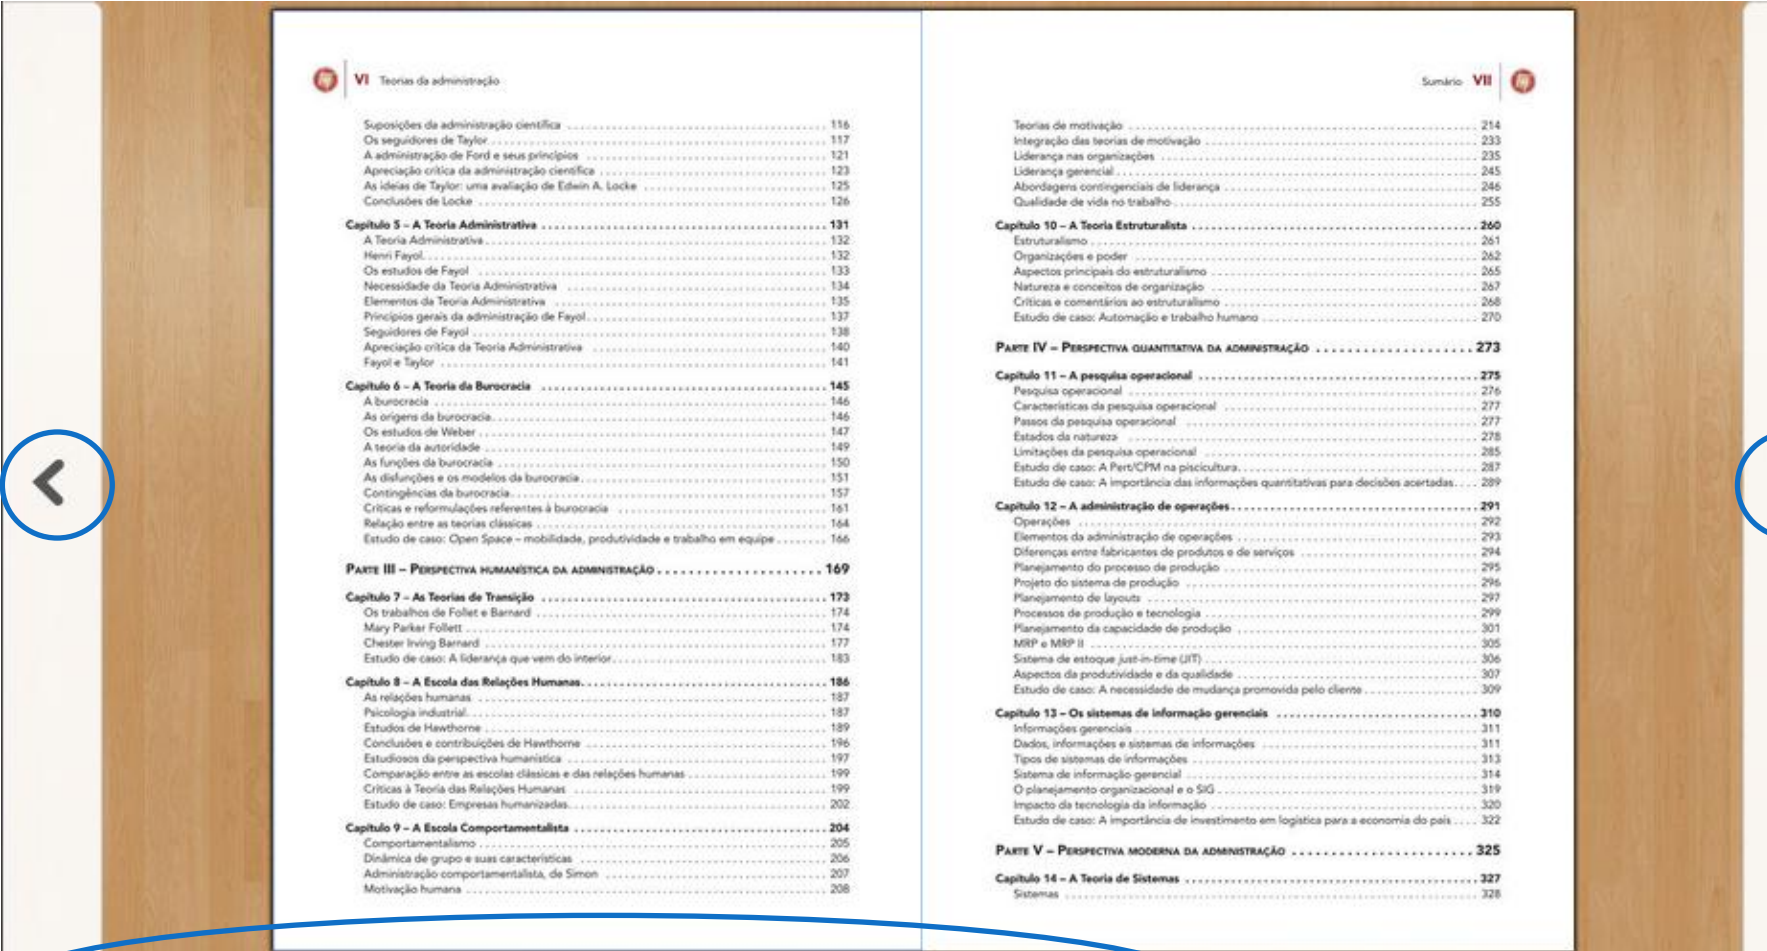 VI Teorias da administração
Suposições da administração científica 116
Os seguidores de Taylor 117
A administração de Ford e seus princípios 121
Apreciação crítica da administração científica 123
As ideias de Taylor: uma avaliação de Edwin A. Locke 125
Conclusões de Locke 126
Capítulo 5 – A Teoria Administrativa 131
A Teoria Administrativa 132
Henri Fayol 132
Os estudos de Fayol 133
Necessidade da Teoria Administrativa 134
Elementos da Teoria Administrativa 135
Princípios gerais da administração de Fayol 137
Seguidores de Fayol 138
Apreciação crítica da Teoria Administrativa 140
Fayol e Taylor 141
Capítulo 6 – A Teoria da Burocracia 145
A burocracia 146
As origens da burocracia 146
Os estudos de Weber 147
A teoria da autoridade 149
As funções da burocracia 150
As disfunções e os modelos da burocracia 151
Contingências da burocracia 157
Críticas e reformulações referentes à burocracia 161
Relação entre as teorias clássicas 164
Estudo de caso: Open Space – mobilidade, produtividade e trabalho em equipe 166
PARTE III – PERSPECTIVA HUMANÍSTICA DA ADMINISTRAÇÃO 169
Capítulo 7 – As Teorias de Transição 173
Os trabalhos de Follet e Barnard 174
Mary Parker Follett 174
Chester Irving Barnard 177
Estudo de caso: A liderança que vem do interior 183
Capítulo 8 – A Escola das Relações Humanas 186
As relações humanas 187
Psicologia industrial 187
Estudos de Hawthorne 189
Conclusões e contribuições de Hawthorne 196
Estudiosos da perspectiva humanística 197
Comparação entre as escolas clássicas e das relações humanas 199
Críticas à Teoria das Relações Humanas 199
Estudo de caso: Empresas humanizadas 202
Capítulo 9 – A Escola Comportamentalista 204
Comportamentalismo 205
Dinâmica de grupo e suas características 206
Administração comportamentalista, de Simon 207
Motivação humana 208
Sumário VII
Teorias de motivação 214
Integração das teorias de motivação 233
Liderança nas organizações 235
Liderança gerencial 245
Abordagens contingenciais de liderança 246
Qualidade de vida no trabalho 255
Capítulo 10 – A Teoria Estruturalista 260
Estruturalismo 261
Organizações e poder 262
Aspectos principais do estruturalismo 265
Natureza e conceitos de organização 267
Críticas e comentários ao estruturalismo 268
Estudo de caso: Automação e trabalho humano 270
PARTE IV – PERSPECTIVA QUANTITATIVA DA ADMINISTRAÇÃO 273
Capítulo 11 – A pesquisa operacional 275
Pesquisa operacional 276
Características da pesquisa operacional 277
Passos da pesquisa operacional 277
Estados da natureza 278
Limitações da pesquisa operacional 285
Estudo de caso: A Pert/CPM na piscicultura 287
Estudo de caso: A importância das informações quantitativas para decisões acertadas 289
Capítulo 12 – A administração de operações 291
Operações 292
Elementos da administração de operações 293
Diferenças entre fabricantes de produtos e de serviços 294
Planejamento do processo de produção 295
Projeto do sistema de produção 296
Planejamento de layouts 297
Processos de produção e tecnologia 299
Planejamento da capacidade de produção 301
MRP e MRP II 305
Sistema de estoque just-in-time (JIT) 306
Aspectos da produtividade e da qualidade 307
Estudo de caso: A necessidade de mudança promovida pelo cliente 309
Capítulo 13 – Os sistemas de informação gerenciais 310
Informações gerenciais 311
Dados, informações e sistemas de informações 311
Tipos de sistemas de informações 313
Sistema de informação gerencial 314
O planejamento organizacional e o SIG 319
Impacto da tecnologia da informação 320
Estudo de caso: A importância de investimento em logística para a economia do país 322
PARTE V – PERSPECTIVA MODERNA DA ADMINISTRAÇÃO 325
Capítulo 14 – A Teoria de Sistemas 327
Sistemas 328